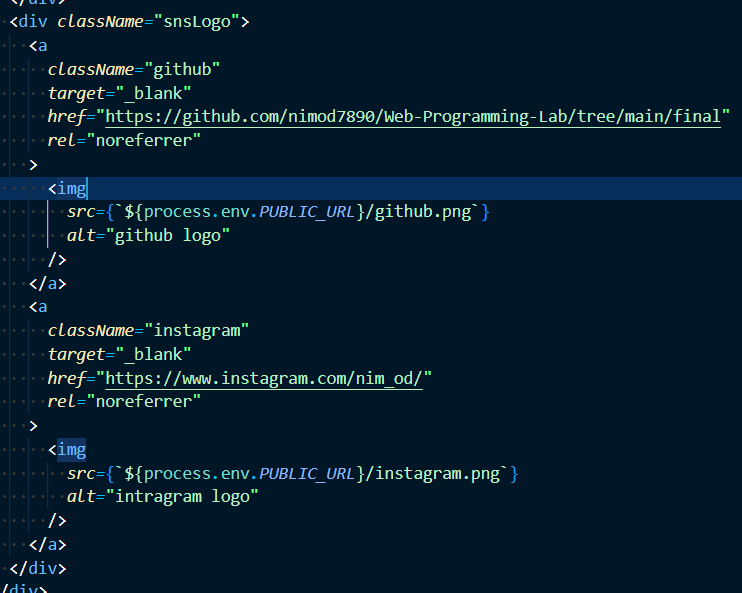 </div>
<div className="snsLogo">
<a
className="github"
target="_blank"
href="https://github.com/nimod7890/Web-Programming-Lab/tree/main/final"
rel="noreferrer"
>
<img
src={`${process.env.PUBLIC_URL}/github.png`}
alt="github logo"
/>
</a>
<a
className="instagram"
target="_blank"
href="https://www.instagram.com/nim_od/"
rel="noreferrer"
>
<img
src={`${process.env.PUBLIC_URL}/instagram.png`}
alt="intragram logo"
/>
</a>
</div>
/div>